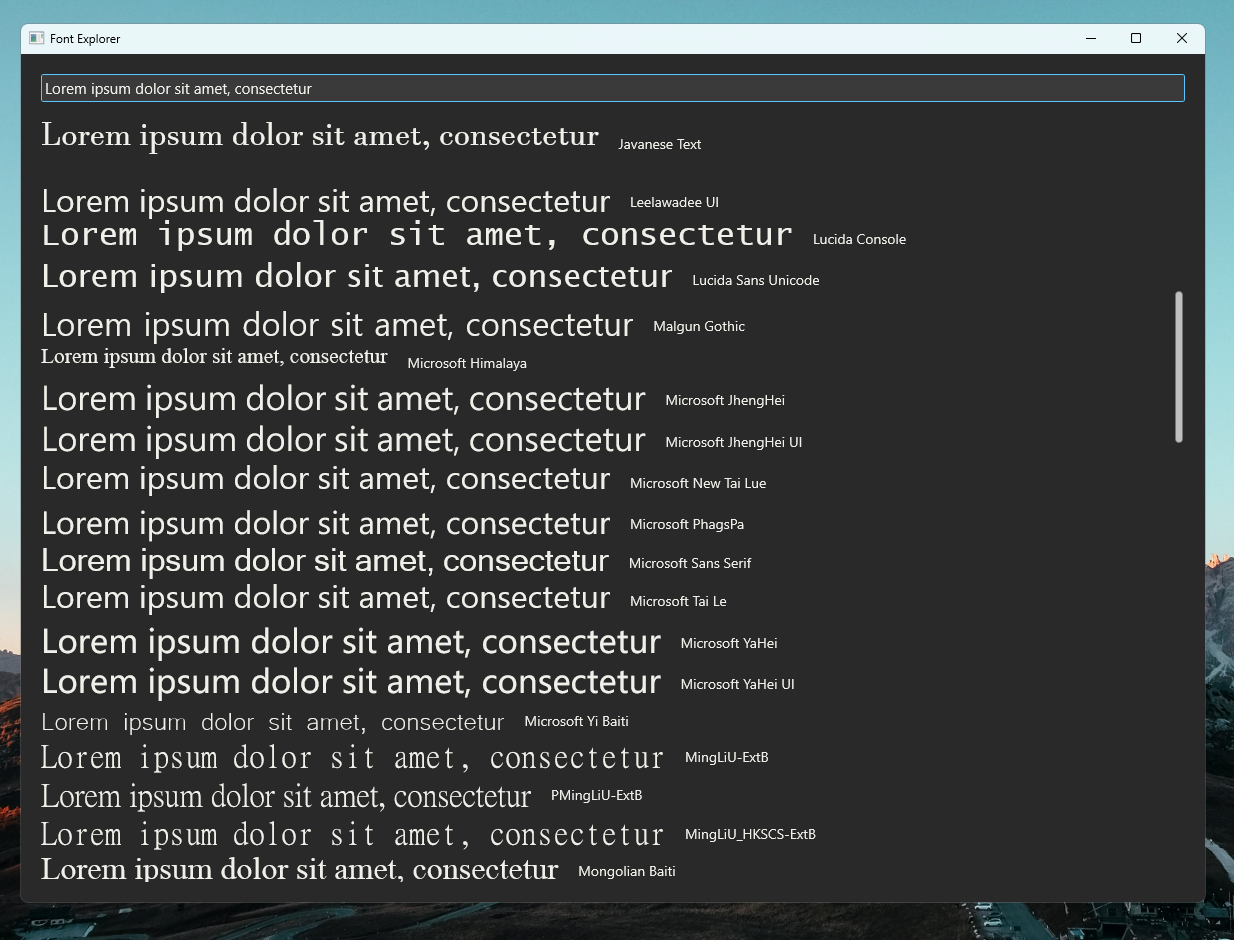 Font Explorer
Lorem ipsum dolor sit amet, consectetur
Lorem ipsum dolor sit amet, consectetur Javanese Text
Lorem ipsum dolor sit amet, consectetur Leelawadee UI
Lorem ipsum dolor sit amet, consectetur Lucida Console
Lorem ipsum dolor sit amet, consectetur Lucida Sans Unicode
Lorem ipsum dolor sit amet, consectetur Malgun Gothic
Lorem ipsum dolor sit amet, consectetur Microsoft Himalaya
Lorem ipsum dolor sit amet, consectetur Microsoft JhengHei
Lorem ipsum dolor sit amet, consectetur Microsoft JhengHei UI
Lorem ipsum dolor sit amet, consectetur Microsoft New Tai Lue
Lorem ipsum dolor sit amet, consectetur Microsoft PhagsPa
Lorem ipsum dolor sit amet, consectetur Microsoft Sans Serif
Lorem ipsum dolor sit amet, consectetur Microsoft Tai Le
Lorem ipsum dolor sit amet, consectetur Microsoft YaHei
Lorem ipsum dolor sit amet, consectetur Microsoft YaHei UI
Lorem ipsum dolor sit amet, consectetur Microsoft Yi Baiti
Lorem ipsum dolor sit amet, consectetur MingLiU-ExtB
Lorem ipsum dolor sit amet, consectetur PMingLiU-ExtB
Lorem ipsum dolor sit amet, consectetur MingLiU_HKSCS-ExtB
Lorem ipsum dolor sit amet, consectetur Mongolian Baiti